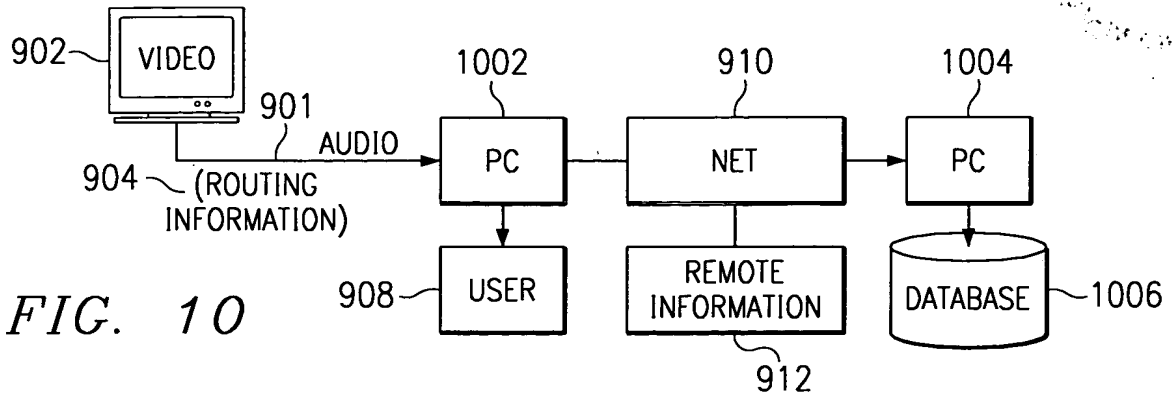 902
VIDEO
901
AUDIO
904
(ROUTING
INFORMATION)
1002
PC
910
NET
1004
PC
908
USER
REMOTE
INFORMATION
912
DATABASE
1006
FIG. 10